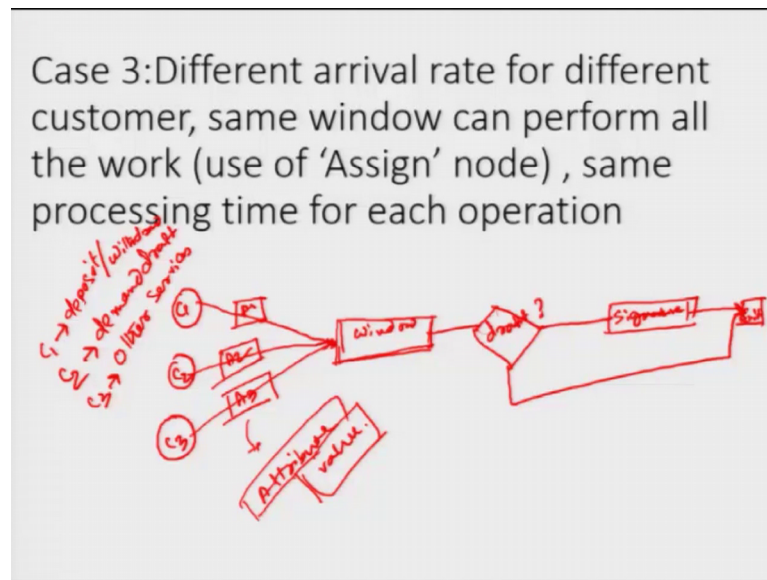 Case 3:Different arrival rate for different
customer, same window can perform all
the work (use of ‘Assign’ node) , same
processing time for each operation
C1 → deposit/withdraw
C2 → demand draft
C3 → others services
C1
A1
C2
A2
C3
A3
window
draft?
Signature
Attribute
value.